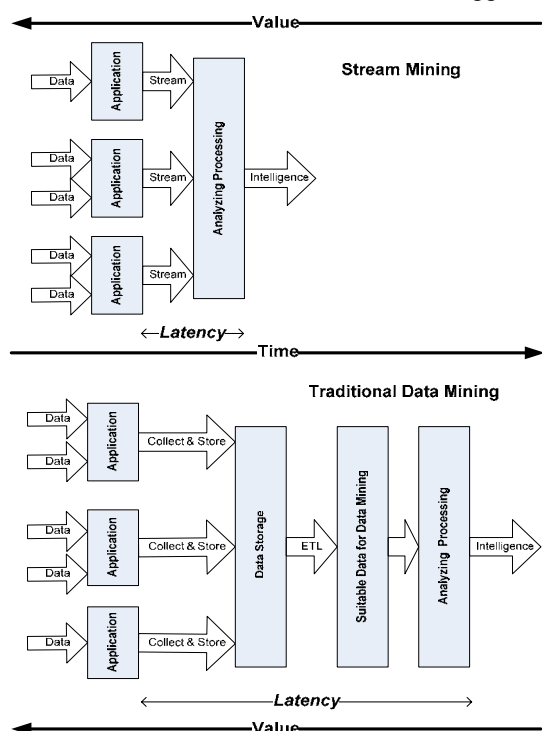 Value
Stream Mining
Data
Application
Stream
Data
Data
Application
Stream
Analyzing Processing
Intelligence
Data
Data
Application
Stream
Latency
Time
Traditional Data Mining
Data
Data
Application
Collect & Store
Data
Data
Application
Collect & Store
Data Storage
ETL
Suitable Data for Data Mining
Analyzing Processing
Intelligence
Data
Application
Collect & Store
Latency
Value